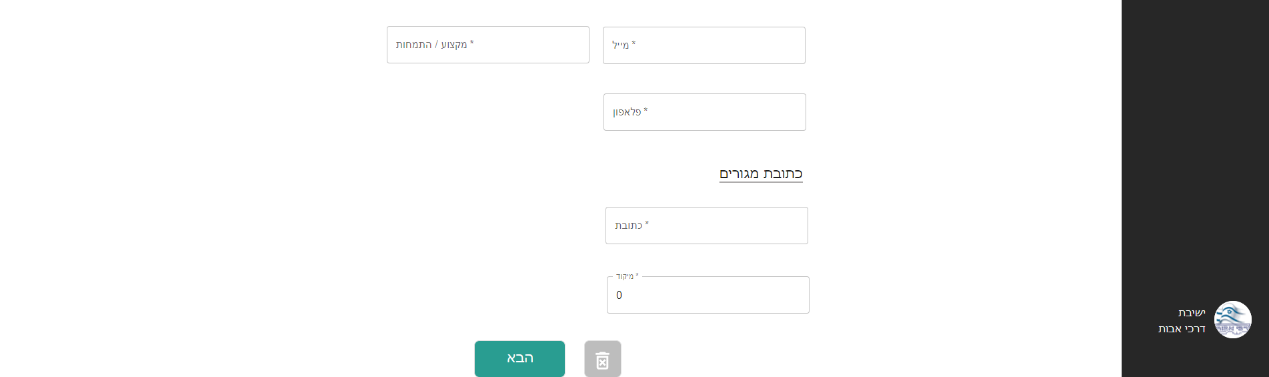 מייל *
מקצוע / התמחות *
פלאפון *
כתובת מגורים
כתובת *
מיקוד *
0
הבא
ישיבת
דרכי אבות